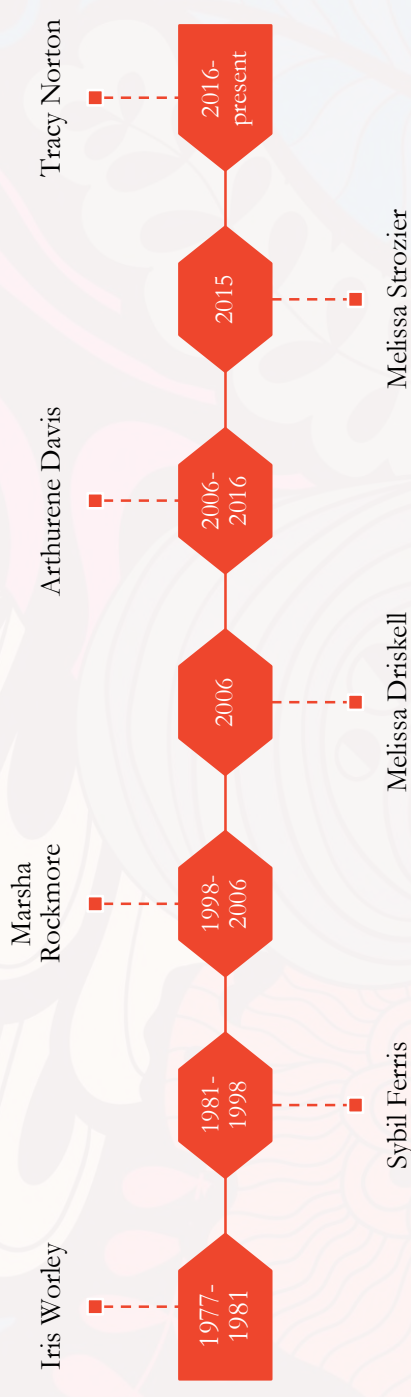 Iris Worley
1977-
1981
Sybil Ferris
1981-
1998
Marsha
Rockmore
1998-
2006
Melissa Driskell
2006
Arthurene Davis
2006-
2016
Melissa Strozier
2015
Tracy Norton
2016-
present